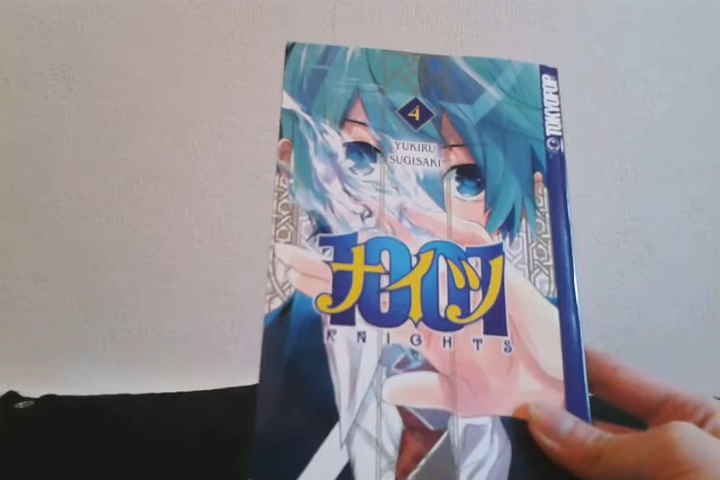 4
YUKIRU
SUGISAKI
1001
ナイツ
KNIGHTS
TOKYOPOP